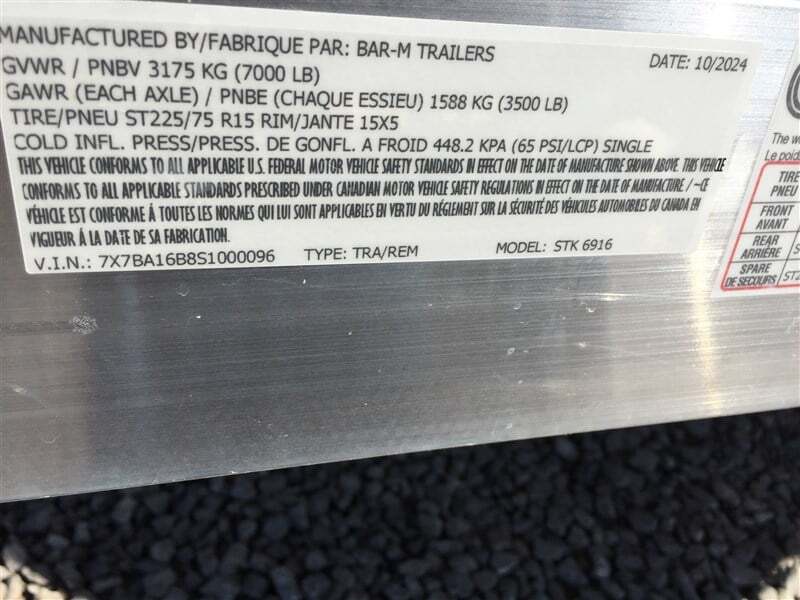 MANUFACTURED BY/FABRIQUE PAR: BAR-M TRAILERS DATE: 10/2024
GVWR / PNBV 3175 KG (7000 LB)
GAWR (EACH AXLE) / PNBE (CHAQUE ESSIEU) 1588 KG (3500 LB)
TIRE/PNEU ST225/75 R15 RIM/JANTE 15X5
COLD INFL. PRESS/PRESS. DE GONFL. A FROID 448.2 KPA (65 PSI/LCP) SINGLE
THIS VEHICLE CONFORMS TO ALL APPLICABLE U.S. FEDERAL MOTOR VEHICLE SAFETY STANDARDS IN EFFECT ON THE DATE OF MANUFACTURE SHOWN ABOVE. THIS VEHICLE
CONFORMS TO ALL APPLICABLE STANDARDS PRESCRIBED UNDER CANADIAN MOTOR VEHICLE SAFETY REGULATIONS IN EFFECT ON THE DATE OF MANUFACTURE / ~CE
VÉHICLE EST CONFORME À TOUTES LES NORMES QUI LUI SONT APPLICABLES EN VERTU DU RÉGLEMENT SUR LA SÉCURITÉ DES VÉHICULES AUTOMOBILES DU CANADA EN
VIGUEUR À LA DATE DE SA FABRICATION.
V.I.N.: 7X7BA16B8S1000096 TYPE: TRA/REM MODEL: STK 6916
The w
Le poid
TIRE
PNEU
FRONT
AVANT
REAR
ARRIÈRE
SPARE
DE SECOURS